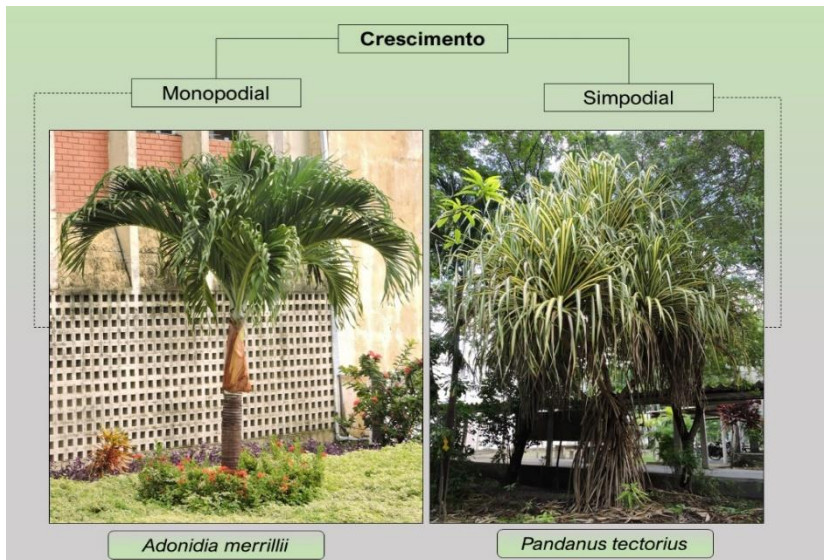 Crescimento
Monopodial
Simpodial
Adonidia merrillii
Pandanus tectorius